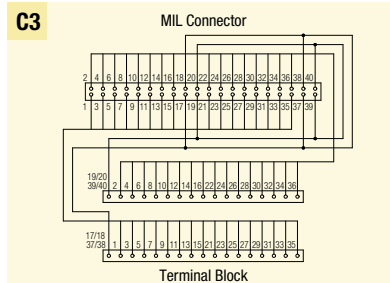 C3
MIL Connector
2 4 6 8 10 12 14 16 18 20 22 24 26 28 30 32 34 36 38 40
1 3 5 7 9 11 13 15 17 19 21 23 25 27 29 31 33 35 37 39
19/20
39/40 2 4 6 8 10 12 14 16 22 24 26 28 30 32 34 36
17/18
37/38 1 3 5 7 9 11 13 15 21 23 25 27 29 31 33 35
Terminal Block